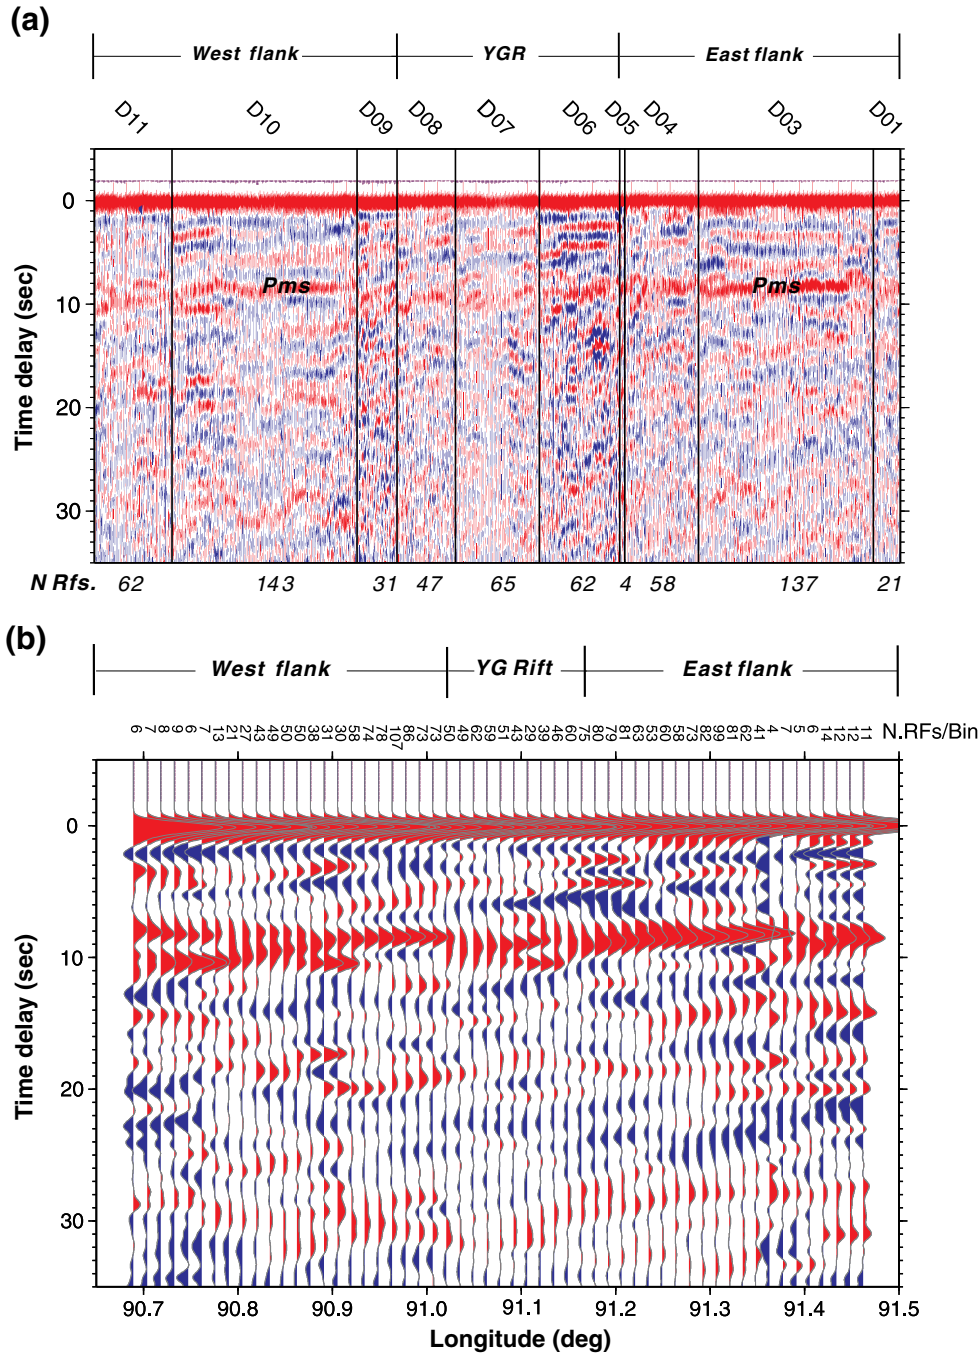 (a)
West flank YGR East flank
D11 D10 D09 D08 D07 D06 D05 D04 D03 D01
0
Pms Pms
10
20
30
Time delay (sec)
N Rfs. 62 143 31 47 65 62 4 58 137 21
(b)
West flank YG Rift East flank
6 7 8 9 6 7 13 21 27 43 49 50 50 38 31 30 58 74 78 107 86 73 73 50 49 62 58 51 43 29 39 46 60 75 80 79 81 63 53 60 58 73 82 99 81 62 41 4 7 5 6 14 12 12 11 N.RFs/Bin
0
10
20
30
Time delay (sec)
90.7 90.8 90.9 91.0 91.1 91.2 91.3 91.4 91.5
Longitude (deg)